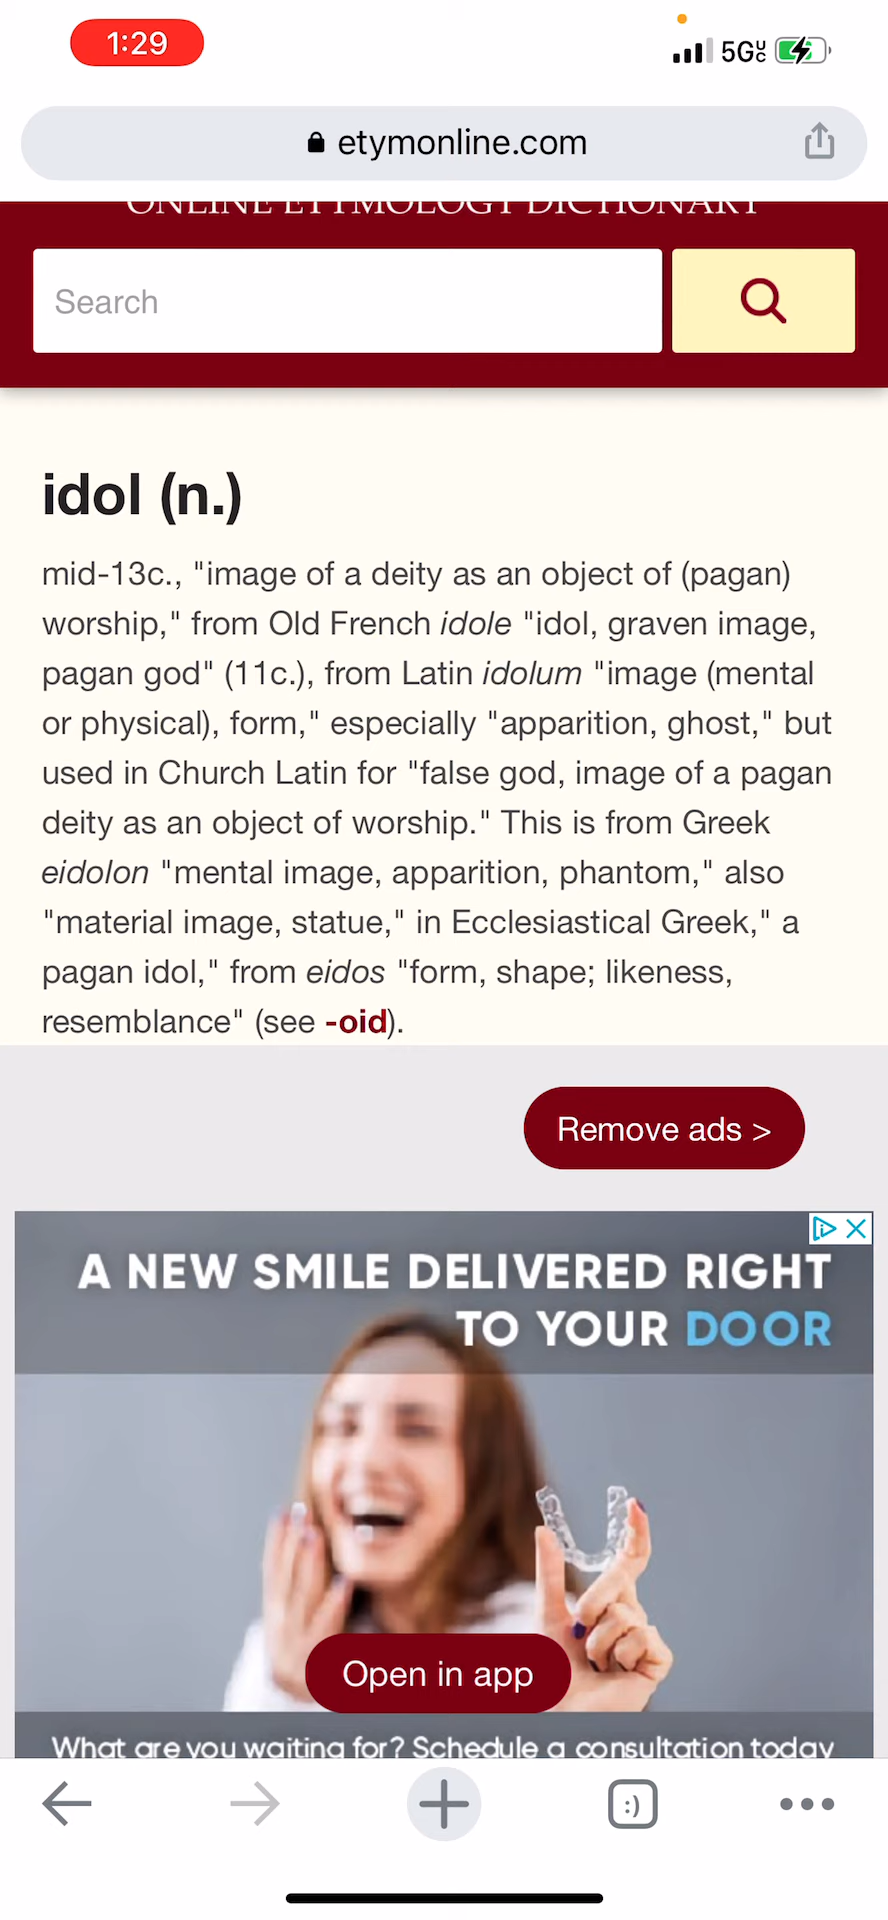 1:29
5G UC
etymonline.com
ONLINE ETYMOLOGY DICTIONARY
Search
idol (n.)
mid-13c., "image of a deity as an object of (pagan)
worship," from Old French idole "idol, graven image,
pagan god" (11c.), from Latin idolum "image (mental
or physical), form," especially "apparition, ghost," but
used in Church Latin for "false god, image of a pagan
deity as an object of worship." This is from Greek
eidolon "mental image, apparition, phantom," also
"material image, statue," in Ecclesiastical Greek," a
pagan idol," from eidos "form, shape; likeness,
resemblance" (see -oid).
Remove ads >
A NEW SMILE DELIVERED RIGHT
TO YOUR DOOR
Open in app
What are you waiting for? Schedule a consultation today
:)